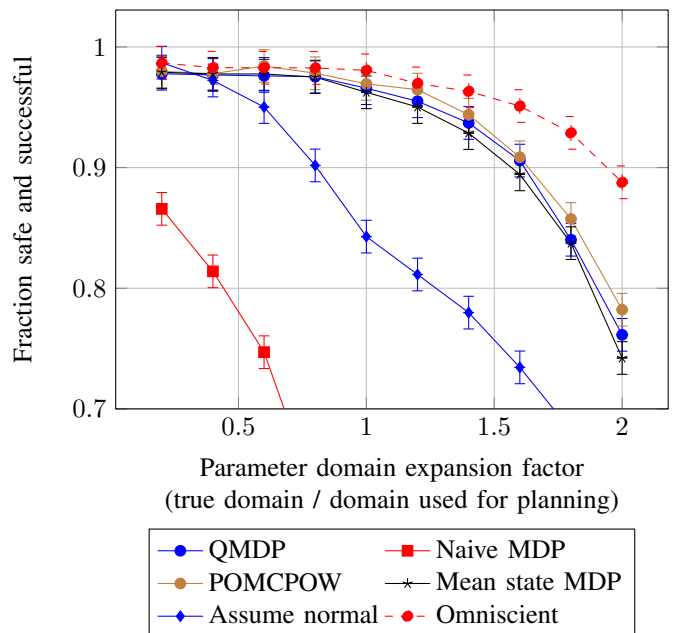 Fraction safe and successful
1
0.9
0.8
0.7
0.5
1
1.5
2
Parameter domain expansion factor
(true domain / domain used for planning)
QMDP
Naive MDP
POMCPOW
Mean state MDP
Assume normal
Omniscient